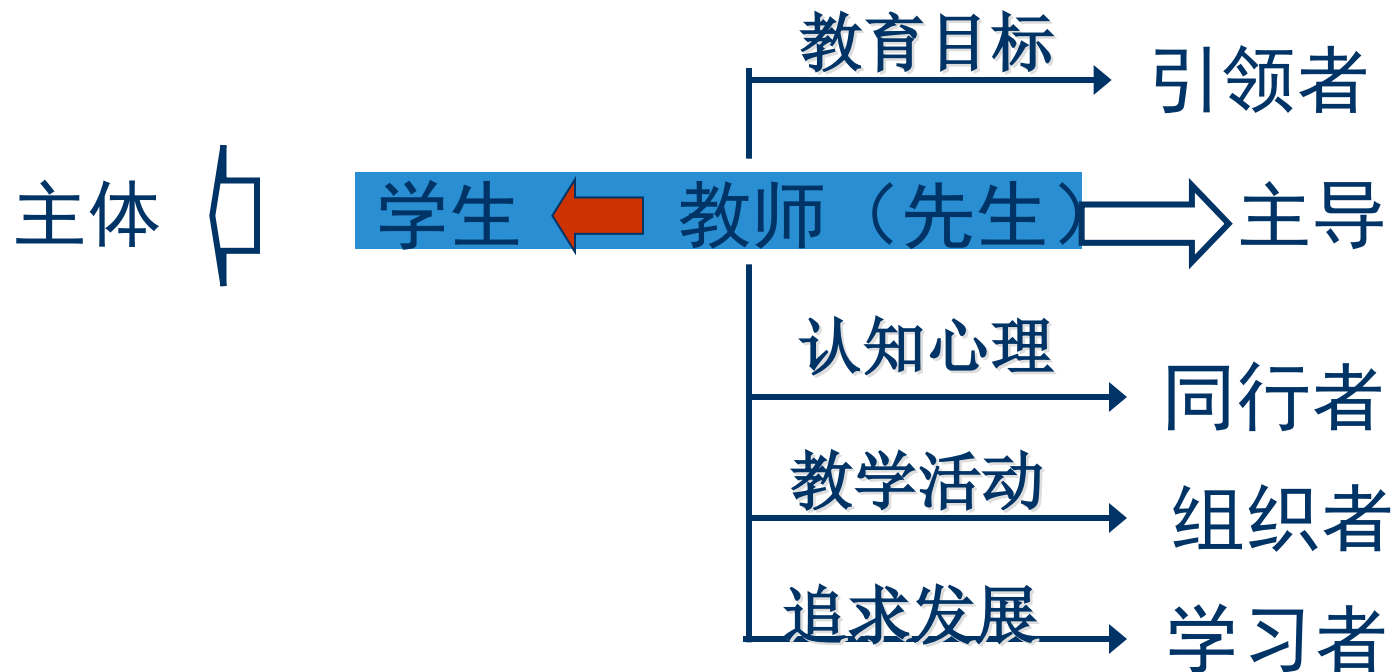 教育目标
引领者
主体
学生
教师（先生）
主导
认知心理
同行者
教学活动
组织者
追求发展
学习者